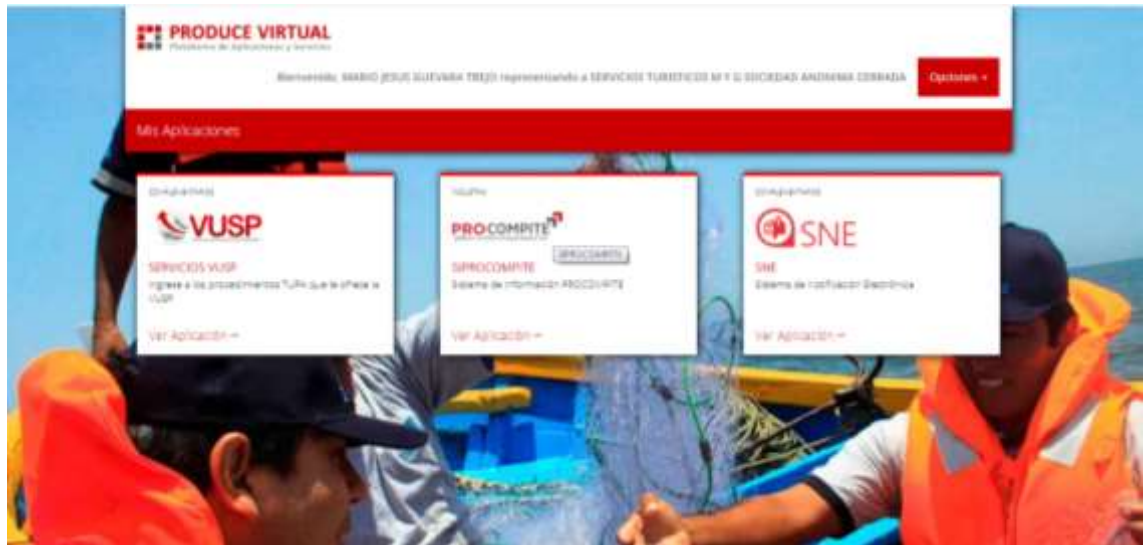 PRODUCE VIRTUAL
Plataforma de Aplicaciones y Servicios
Bienvenido, MARIO JESUS GUEVARA TREJO representando a SERVICIOS TURISTICOS M Y G SOCIEDAD ANONIMA CERRADA
Opciones
Mis Aplicaciones
VUSP
SERVICIOS VUSP
Ingrese a los procedimientos TUPA que le ofrece la
VUSP
Ver Aplicación
PROCOMPITE
SIPROCOMPITE
SIPROCOMPITE
Sistema de Información PROCOMPITE
Ver Aplicación
SNE
SNE
Sistema de Notificación Electrónica
Ver Aplicación